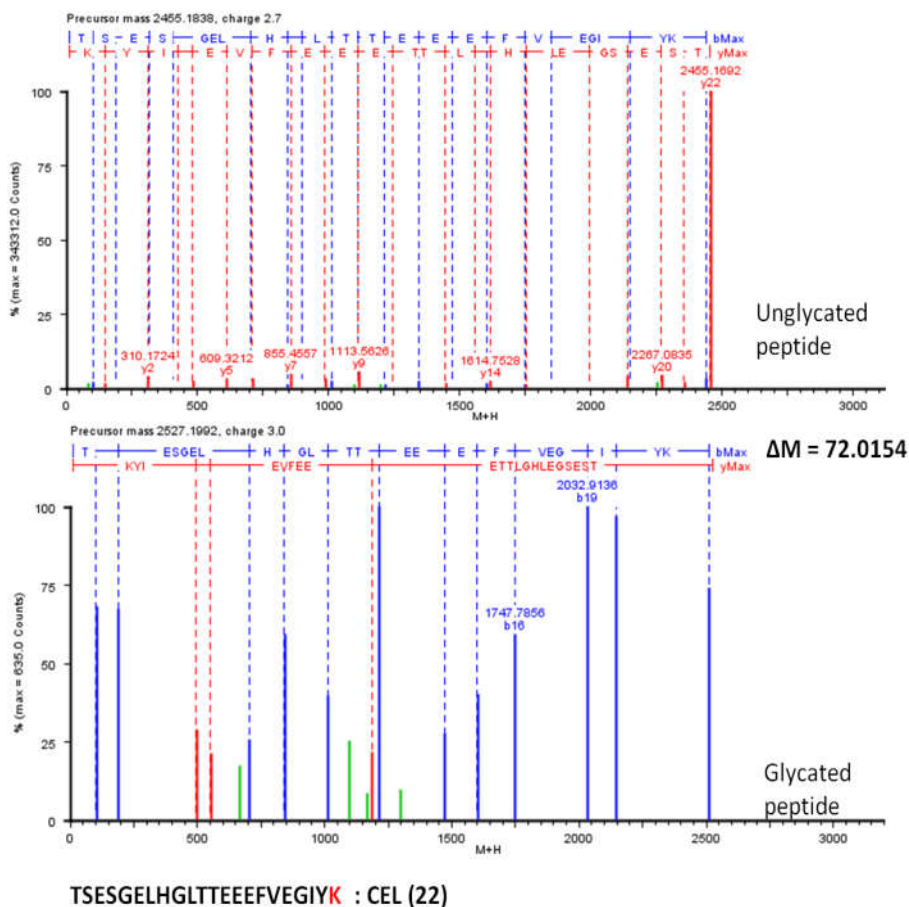 Precursor mass 2455.1838, charge 2.7
T S E S GEL H L T T E E E F V EGI YK bMax
K Y I E V F E E E TT L H LE GS E S T yMax
2455.1692
y22
100
75
50
25
0
% (max = 343312.0 Counts)
310.1724
y2
609.3212
y5
855.4557
y7
1113.5626
y9
1614.7528
y14
2267.0835
y20
Unglycated
peptide
0 500 1000 1500 2000 2500 3000
M+H
Precursor mass 2527.1992, charge 3.0
T ESGEL H GL TT EE E F VEG I YK bMax
KYI EVFEE ETTLGHLEGSEST yMax
ΔM = 72.0154
100
75
50
25
0
% (max = 635.0 Counts)
2032.9136
b19
1747.7856
b16
Glycated
peptide
0 500 1000 1500 2000 2500 3000
M+H
TSESGELHGLTTEEEFVEGIYK : CEL (22)